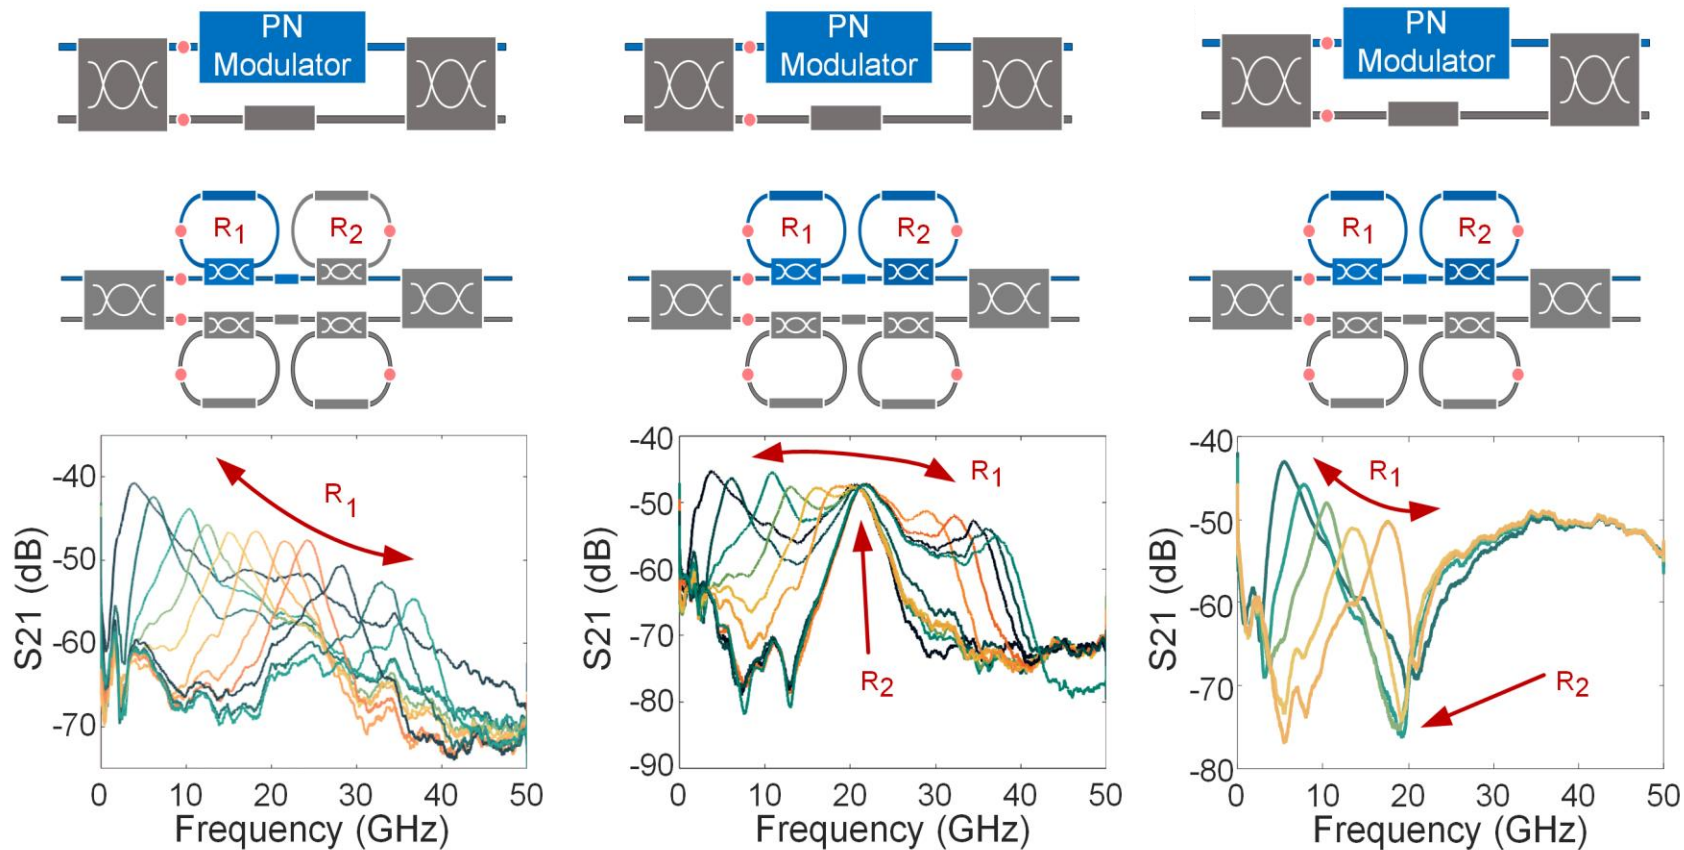 PN
Modulator
PN
Modulator
PN
Modulator
R1
R2
R1
R2
R1
R2
S21 (dB)
-40
-50
-60
-70
R1
0
10
20
30
40
50
Frequency (GHz)
S21 (dB)
-40
-50
-60
-70
-80
-90
R1
R2
0
10
20
30
40
50
Frequency (GHz)
S21 (dB)
-40
-50
-60
-70
-80
R1
R2
0
10
20
30
40
50
Frequency (GHz)